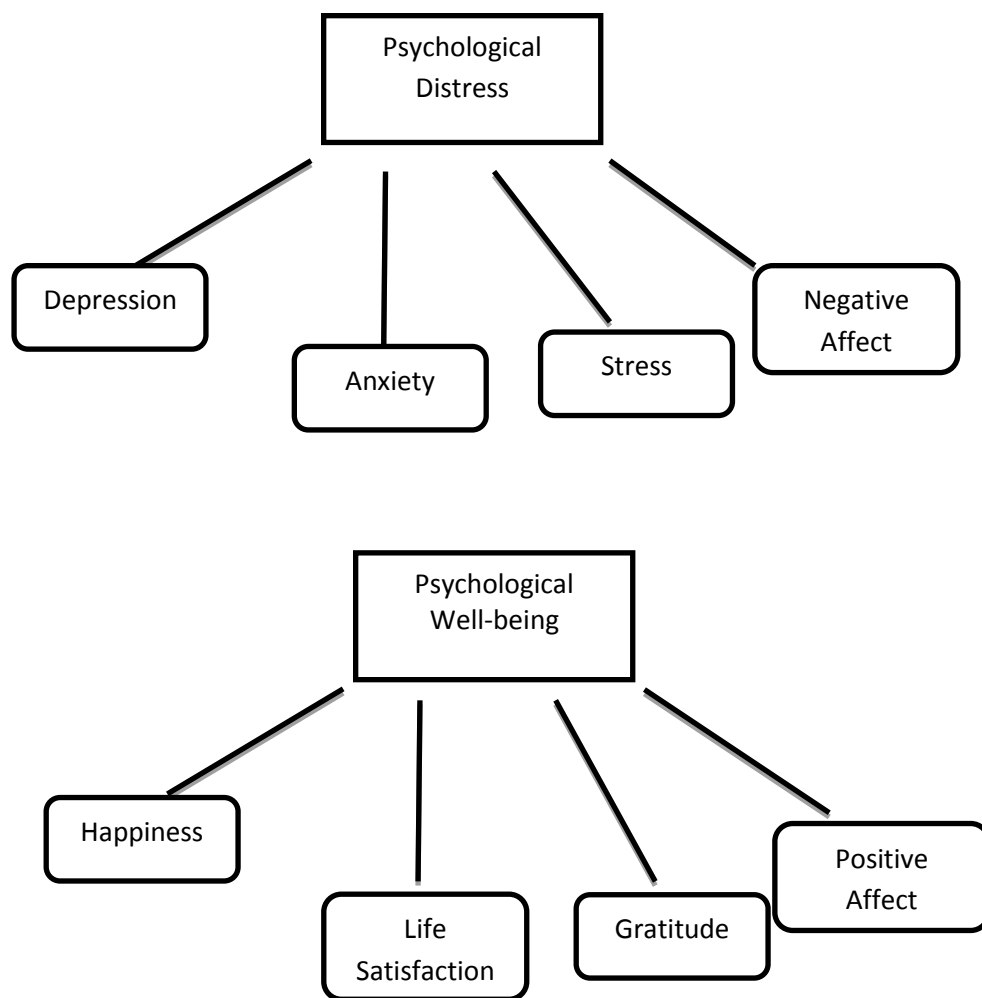 Psychological
Distress
Depression
Anxiety
Stress
Negative
Affect
Psychological
Well-being
Happiness
Life
Satisfaction
Gratitude
Positive
Affect